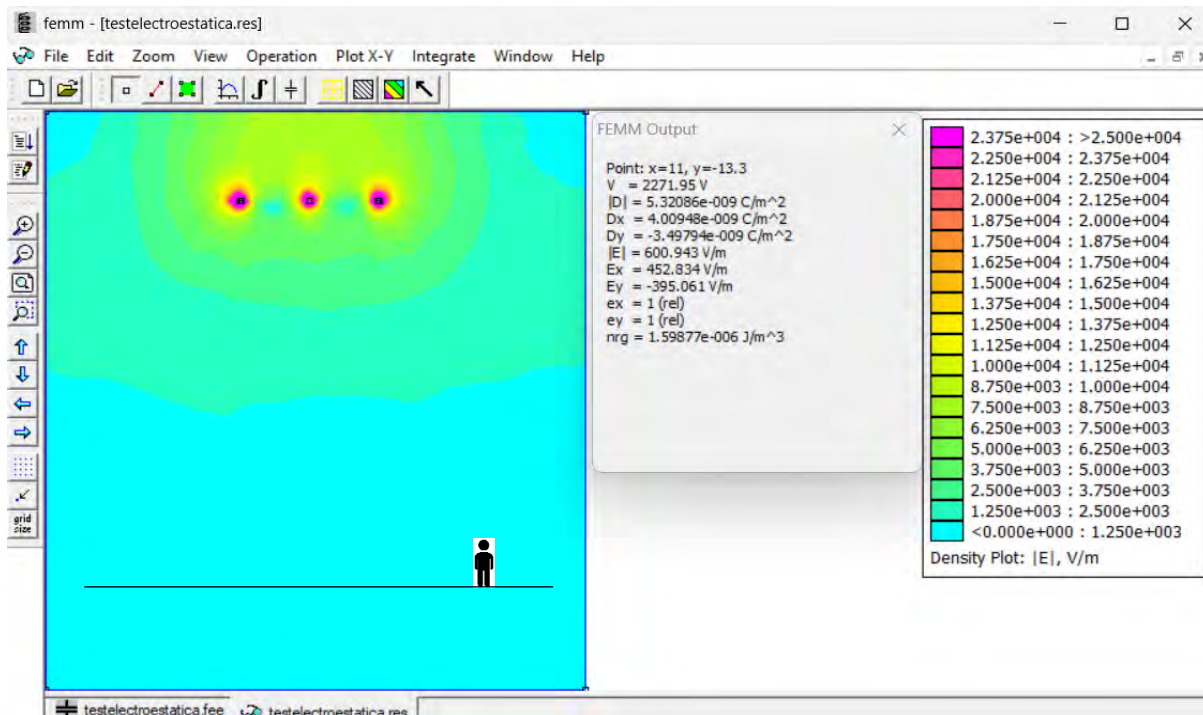 femm - [testelectroestatica.res]
File Edit Zoom View Operation Plot X-Y Integrate Window Help
FEMM Output
Point: x=11, y=-13.3
V = 2271.95 V
|D| = 5.32086e-009 C/m^2
Dx = 4.00948e-009 C/m^2
Dy = -3.49794e-009 C/m^2
|E| = 600.943 V/m
Ex = 452.834 V/m
Ey = -395.061 V/m
ex = 1 (rel)
ey = 1 (rel)
nrg = 1.59877e-006 J/m^3
2.375e+004 : >2.500e+004
2.250e+004 : 2.375e+004
2.125e+004 : 2.250e+004
2.000e+004 : 2.125e+004
1.875e+004 : 2.000e+004
1.750e+004 : 1.875e+004
1.625e+004 : 1.750e+004
1.500e+004 : 1.625e+004
1.375e+004 : 1.500e+004
1.250e+004 : 1.375e+004
1.125e+004 : 1.250e+004
1.000e+004 : 1.125e+004
8.750e+003 : 1.000e+004
7.500e+003 : 8.750e+003
6.250e+003 : 7.500e+003
5.000e+003 : 6.250e+003
3.750e+003 : 5.000e+003
2.500e+003 : 3.750e+003
1.250e+003 : 2.500e+003
<0.000e+000 : 1.250e+003
Density Plot: |E|, V/m
grid
size
testelectroestatica.fee
testelectroestatica.res